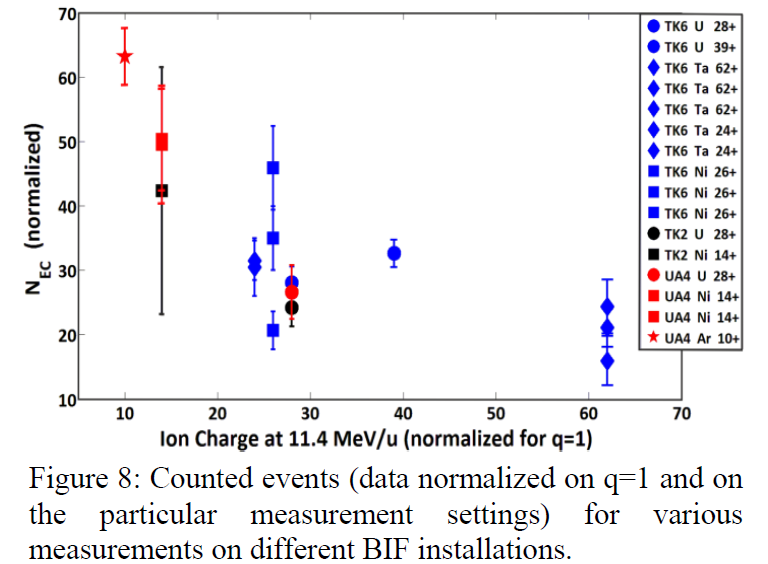 70
60
50
40
30
20
10
N_EC (normalized)
10 20 30 40 50 60 70
Ion Charge at 11.4 MeV/u (normalized for q=1)
TK6 U 28+
TK6 U 39+
TK6 Ta 62+
TK6 Ta 62+
TK6 Ta 62+
TK6 Ta 24+
TK6 Ta 24+
TK6 Ni 26+
TK6 Ni 26+
TK6 Ni 26+
TK2 U 28+
TK2 Ni 14+
UA4 U 28+
UA4 Ni 14+
UA4 Ni 14+
UA4 Ar 10+
Figure 8: Counted events (data normalized on q=1 and on
the particular measurement settings) for various
measurements on different BIF installations.